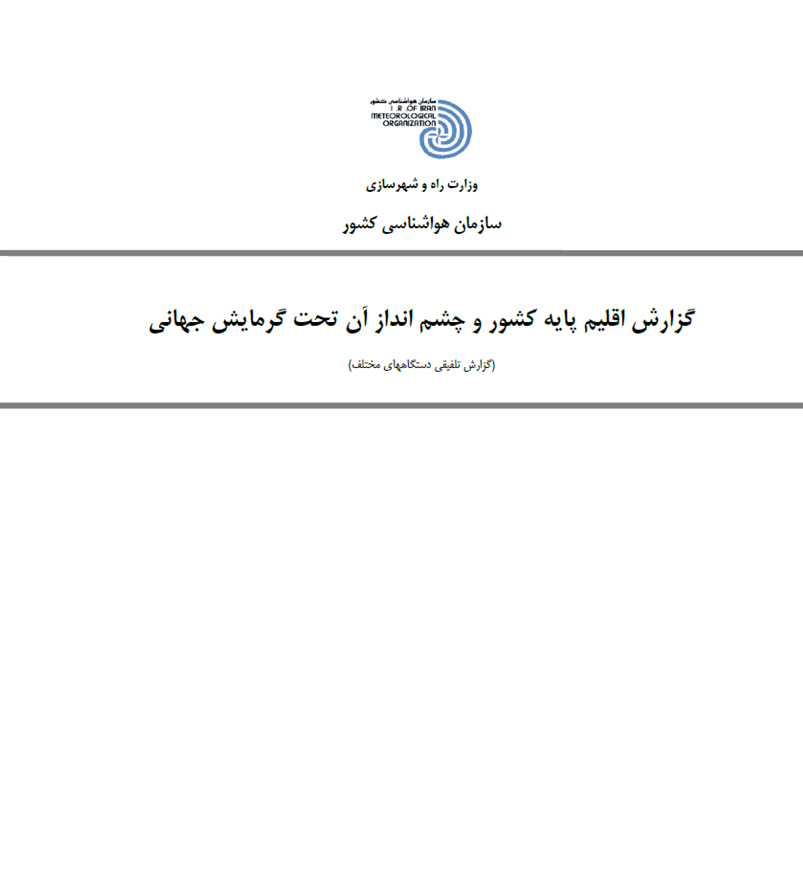 سازمان هواشناسی کشور
I . R . OF IRAN
METEOROLOGICAL
ORGANIZATION
وزارت راه و شهرسازی
سازمان هواشناسی کشور
گزارش اقلیم پایه کشور و چشم انداز آن تحت گرمایش جهانی
(گزارش تلفیقی دستگاههای مختلف)